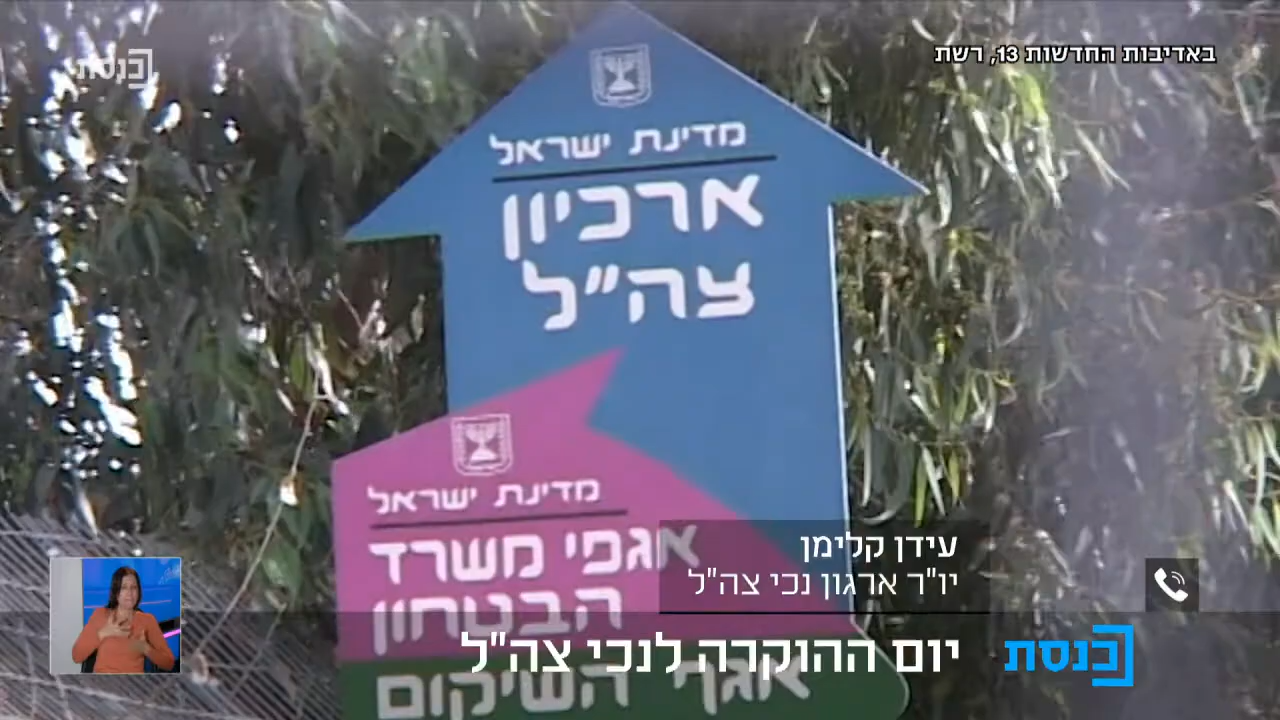 באדיבות החדשות 13, רשת
כנסת
מדינת ישראל
ארכיון
צה"ל
מדינת ישראל
אגפי משרד
הבטחון
אגף השיקום
עידן קלימן
יו"ר ארגון נכי צה"ל
יום ההוקרה לנכי צה"ל
כנסת